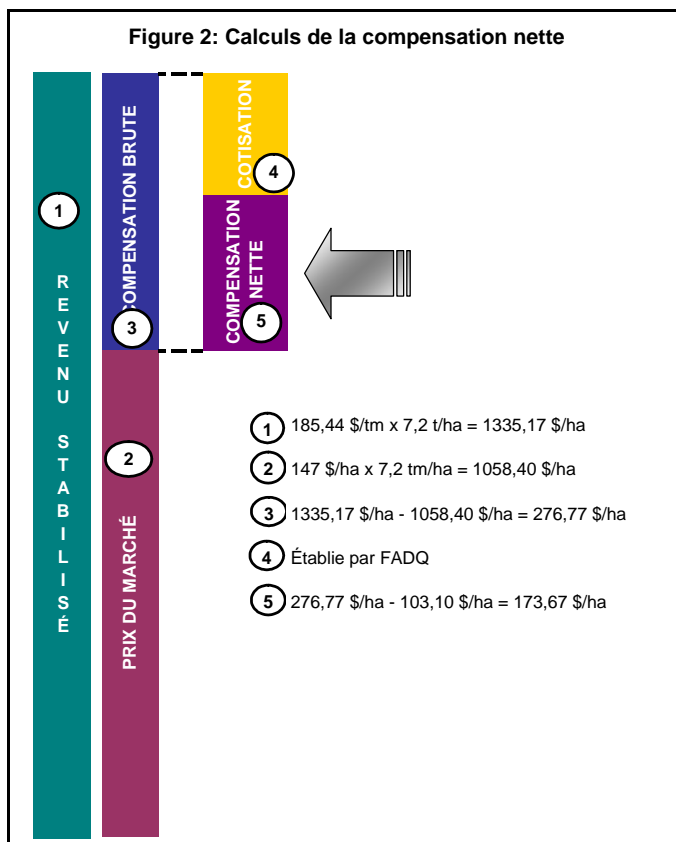 Figure 2: Calculs de la compensation nette
1
REVENU STABILISÉ
COMPENSATION BRUTE
3
2
PRIX DU MARCHÉ
COTISATION
4
COMPENSATION
NETTE
5
1 185,44 $/tm x 7,2 t/ha = 1335,17 $/ha
2 147 $/ha x 7,2 tm/ha = 1058,40 $/ha
3 1335,17 $/ha - 1058,40 $/ha = 276,77 $/ha
4 Établie par FADQ
5 276,77 $/ha - 103,10 $/ha = 173,67 $/ha